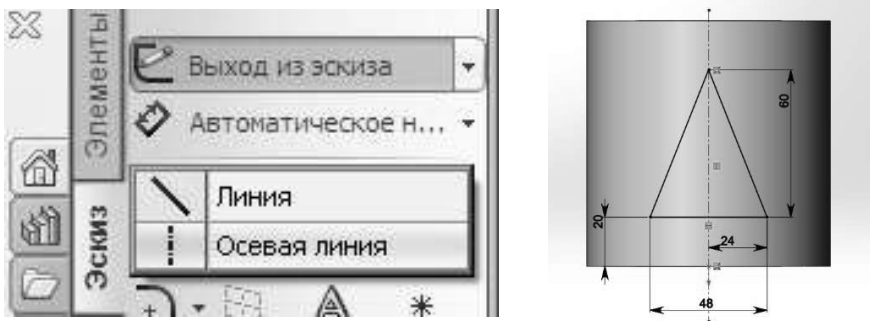 Элементы
Эскиз
Выход из эскиза
Автоматическое н...
Линия
Осевая линия
A
60
20
24
48